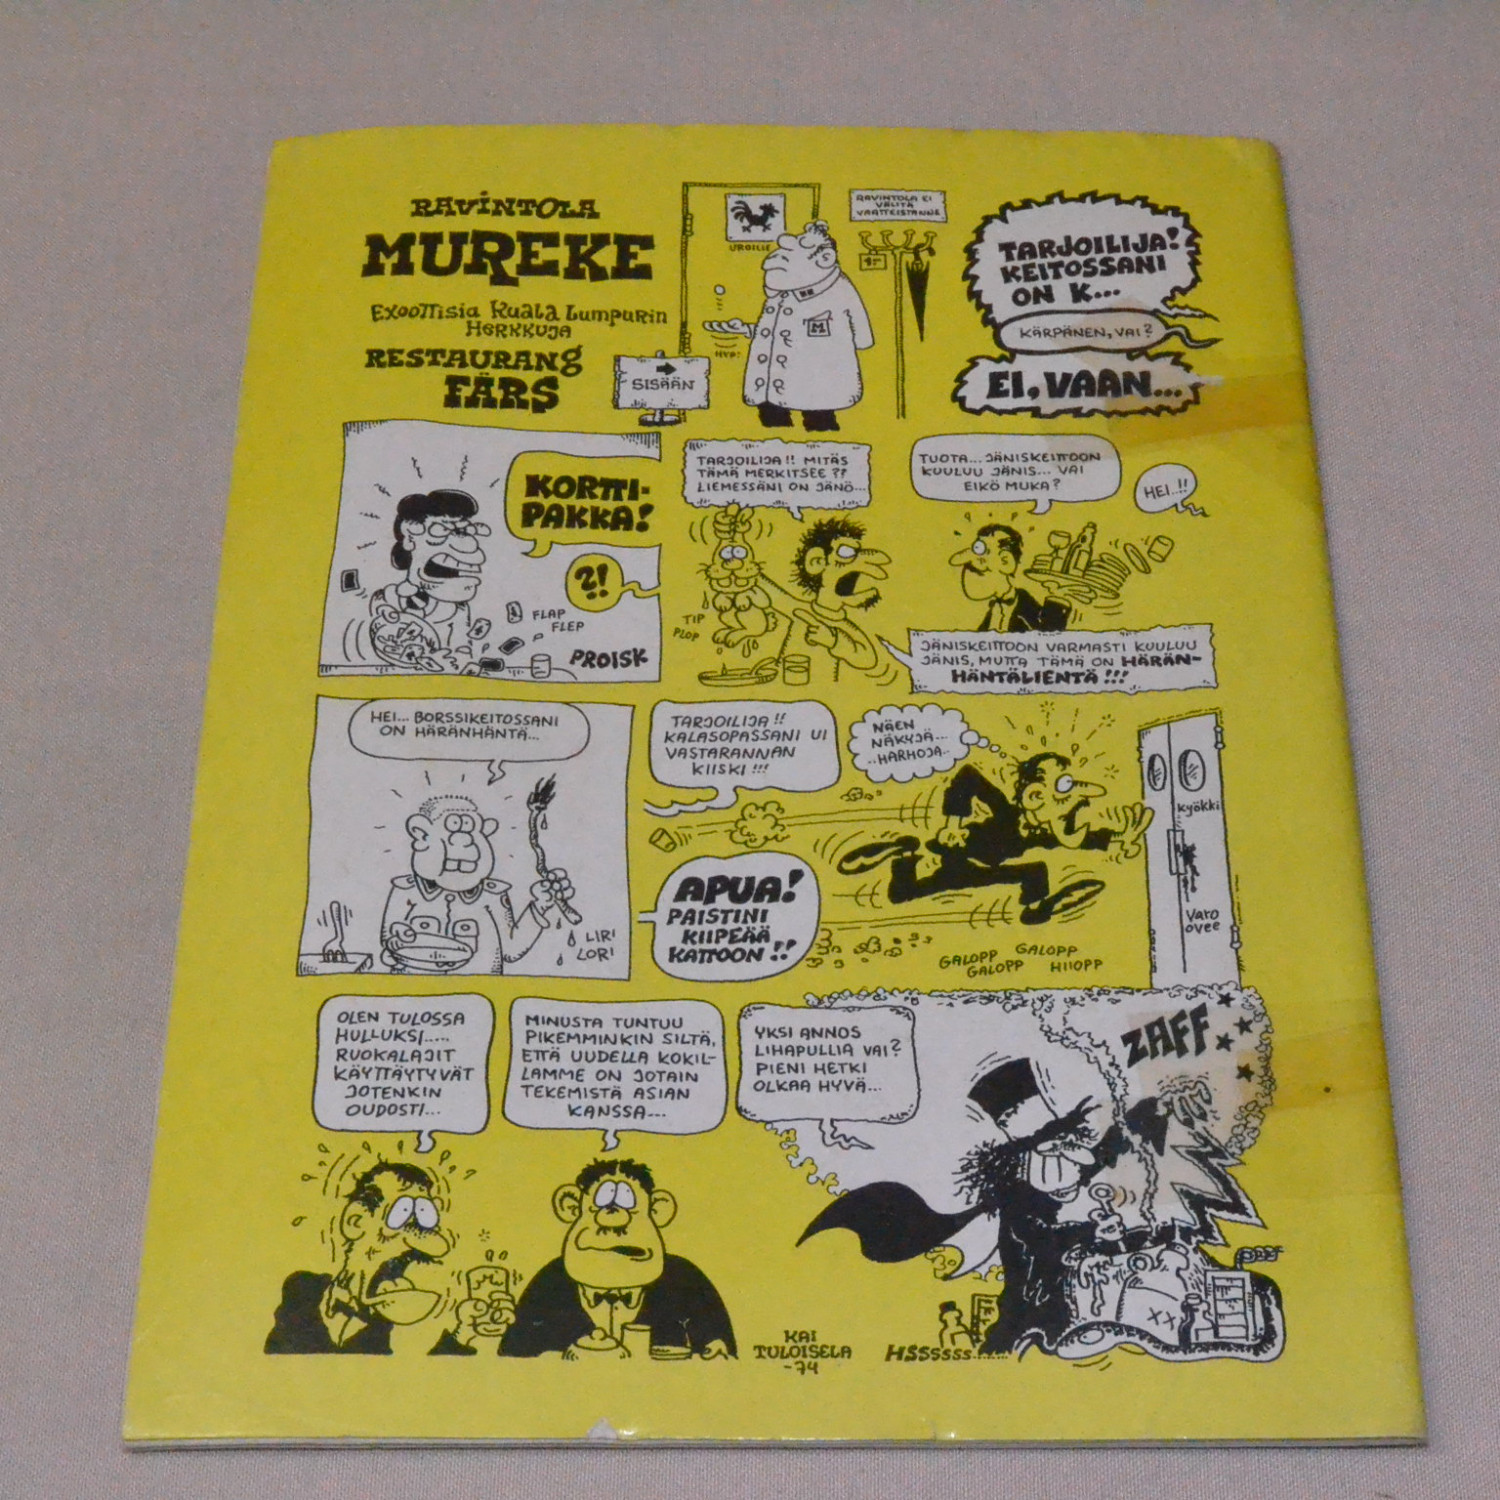 RAVINTOLA
MUREKE
EXOOTTISIA KUALA LUMPURIN
HERKKUJA
RESTAURANG
FÄRS
UROILLE
HYP!
M
SISÄÄN
RAVINTOLA EI
VÄLITÄ
VAATTEISTANNE
TARJOILIJA!
KEITOSSANI
ON K...
KÄRPÄNEN, VAI?
EI, VAAN...
KORTTI-
PAKKA!
?!
FLAP
FLEP
PROISK
TARJOILIJA!! MITÄS
TÄMÄ MERKITSEE ??
LIEMESSÄNI ON JÄNÖ...
TIP
PLOP
TUOTA... JÄNISKEITTOON
KUULUU JÄNIS... VAI
EIKÖ MUKA?
HEI..!!
JÄNISKEITTOON VARMASTI KUULUU
JÄNIS, MUTTA TÄMÄ ON HÄRÄN-
HÄNTÄLIENTÄ!!!
HEI... BORSSIKEITOSSANI
ON HÄRÄNHÄNTÄ...
LIRI
LORI
TARJOILIJA!!
KALASOPASSANI UI
VASTARANNAN
KIISKI !!!
NÄEN
NÄKYJÄ...
..HARHOJA..
APUA!
PAISTINI
KIIPEÄÄ
KATTOON !!
GALOPP GALOPP
GALOPP HIIOPP
KYÖKKI
VARO
OVEE
OLEN TULOSSA
HULLUKSI.....
RUOKALAJIT
KÄYTTÄYTYVÄT
JOTENKIN
OUDOSTI...
MINUSTA TUNTUU
PIKEMMINKIN SILTÄ,
ETTÄ UUDELLA KOKIL-
LAMME ON JOTAIN
TEKEMISTÄ ASIAN
KANSSA...
YKSI ANNOS
LIHAPULLIA VAI?
PIENI HETKI
OLKAA HYVÄ...
ZAFF
XX
KAI
TULOISELA
-74
HSSSSSS.......